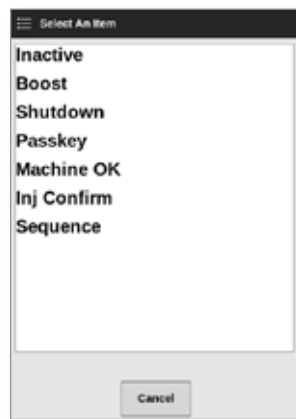 Select An Item
Inactive
Boost
Shutdown
Passkey
Machine OK
Inj Confirm
Sequence
Cancel